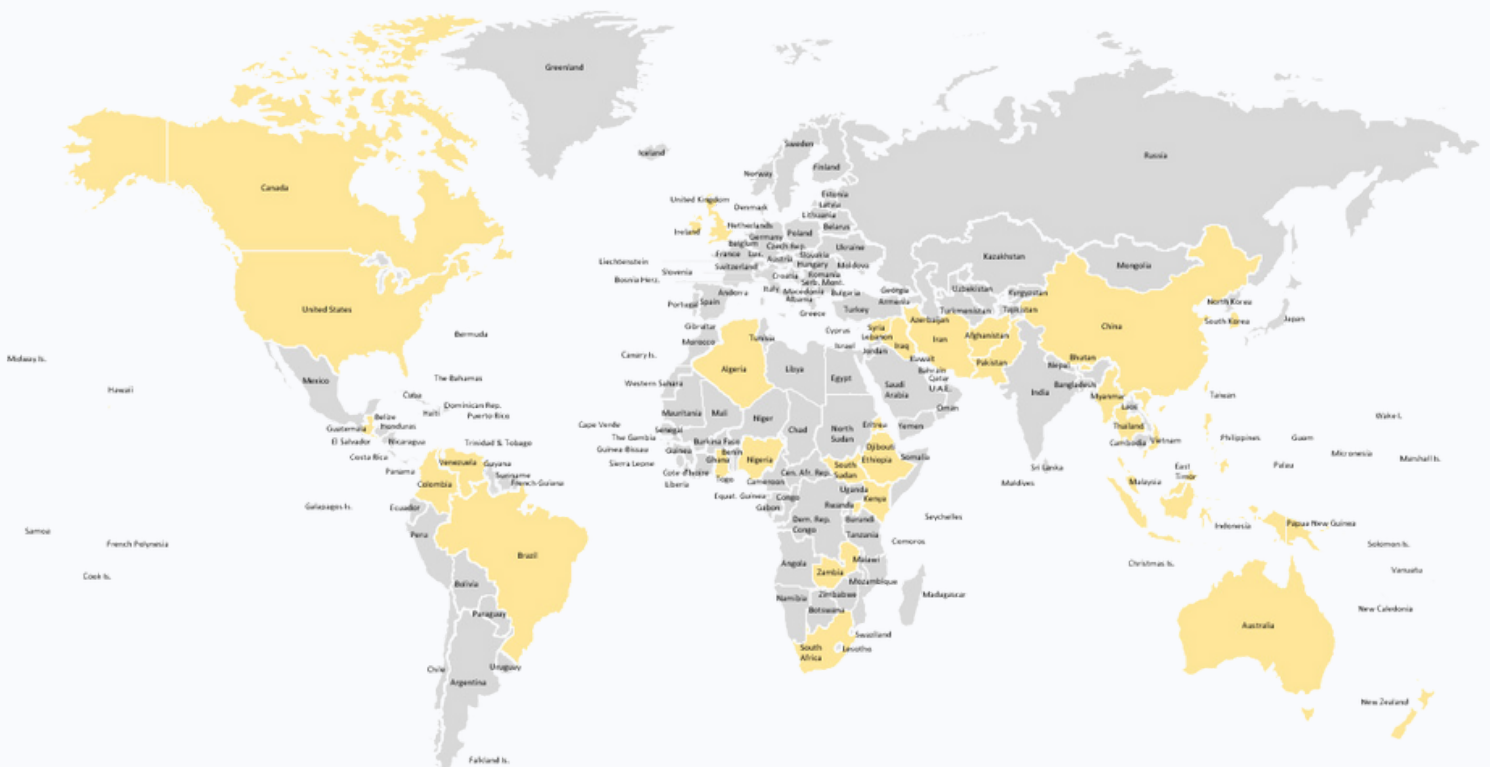 Greenland
Iceland
Sweden
Finland
Norway
Russia
Canada
Estonia
Latvia
Lithuania
United Kingdom
Denmark
Ireland
Netherlands
Germany
Poland
Belarus
Belgium
Czech Rep.
Ukraine
France
Lux.
Austria
Slovakia
Liechtenstein
Switzerland
Hungary
Moldova
Kazakhstan
Mongolia
Slovenia
Croatia
Romania
Bosnia Herz.
Serb. Mont.
Andorra
Italy
Macedonia
Bulgaria
Georgia
Uzbekistan
Kyrgyzstan
Portugal
Spain
Albania
Armenia
Turkey
Turkmenistan
Tajikistan
North Korea
United States
Greece
Azerbaijan
South Korea
Japan
Gibraltar
Cyprus
Syria
China
Bermuda
Morocco
Tunisia
Israel
Lebanon
Iraq
Iran
Afghanistan
Midway Is.
Canary Is.
Jordan
Kuwait
Pakistan
Bhutan
Nepal
Algeria
Libya
Egypt
Bahrain
Qatar
U.A.E.
Mexico
The Bahamas
Western Sahara
Saudi
Arabia
India
Bangladesh
Hawaii
Cuba
Myanmar
Taiwan
Haiti
Dominican Rep.
Puerto Rico
Mauritania
Mali
Niger
Oman
Laos
Wake I.
Belize
Guatemala
Honduras
Cape Verde
Senegal
Chad
North
Sudan
Eritrea
Yemen
Thailand
El Salvador
Nicaragua
Trinidad & Tobago
The Gambia
Burkina Faso
Djibouti
Cambodia
Vietnam
Philippines
Guam
Guinea-Bissau
Guinea
Benin
Costa Rica
Venezuela
Guyana
Sierra Leone
Ghana
Nigeria
Ethiopia
Somalia
Micronesia
Marshall Is.
Panama
Suriname
French Guiana
Cote d'Ivoire
Togo
Cen. Afr. Rep.
South
Sudan
Sri Lanka
Palau
Colombia
Liberia
Cameroon
Maldives
Malaysia
East
Timor
Equat. Guinea
Congo
Uganda
Kenya
Galapagos Is.
Ecuador
Gabon
Rwanda
Seychelles
Dem. Rep.
Congo
Burundi
Indonesia
Papua New Guinea
Samoa
Peru
Tanzania
Comoros
French Polynesia
Brazil
Solomon Is.
Angola
Malawi
Christmas Is.
Cook Is.
Bolivia
Zambia
Mozambique
Vanuatu
Namibia
Zimbabwe
Madagascar
Paraguay
Botswana
New Caledonia
Australia
Swaziland
South
Africa
Lesotho
Chile
Uruguay
Argentina
New Zealand
Falkland Is.